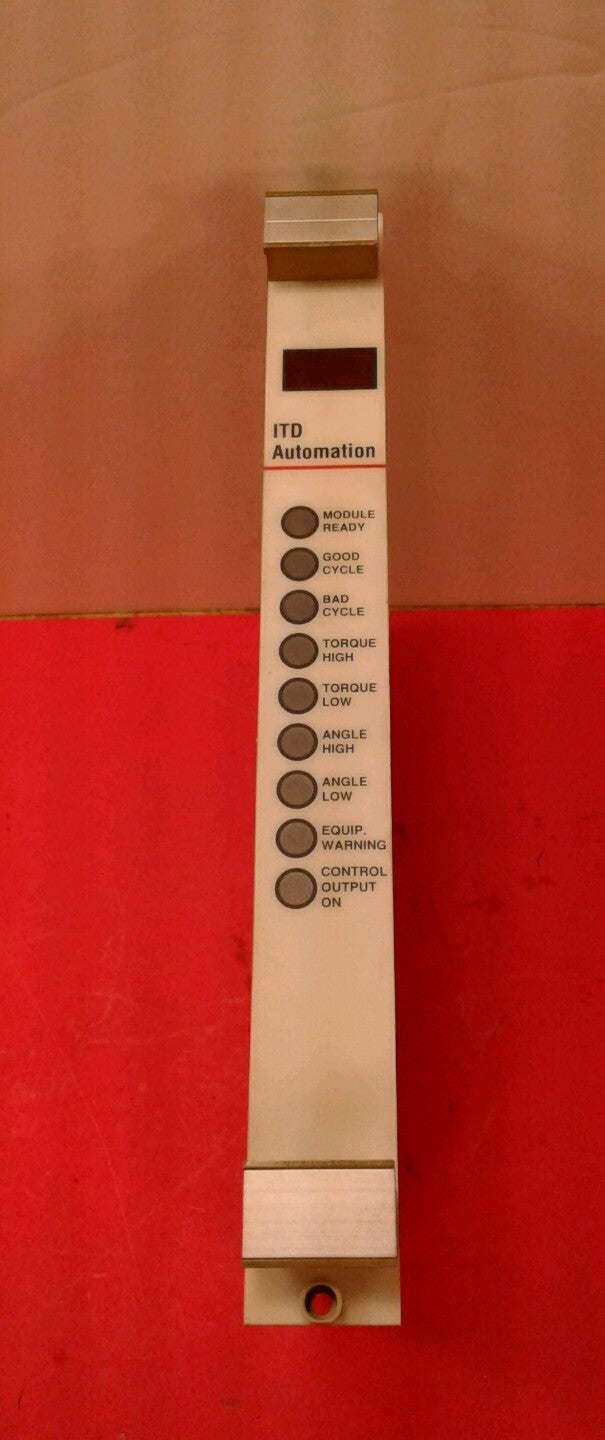 ITD
Automation
MODULE
READY
GOOD
CYCLE
BAD
CYCLE
TORQUE
HIGH
TORQUE
LOW
ANGLE
HIGH
ANGLE
LOW
EQUIP.
WARNING
CONTROL
OUTPUT
ON